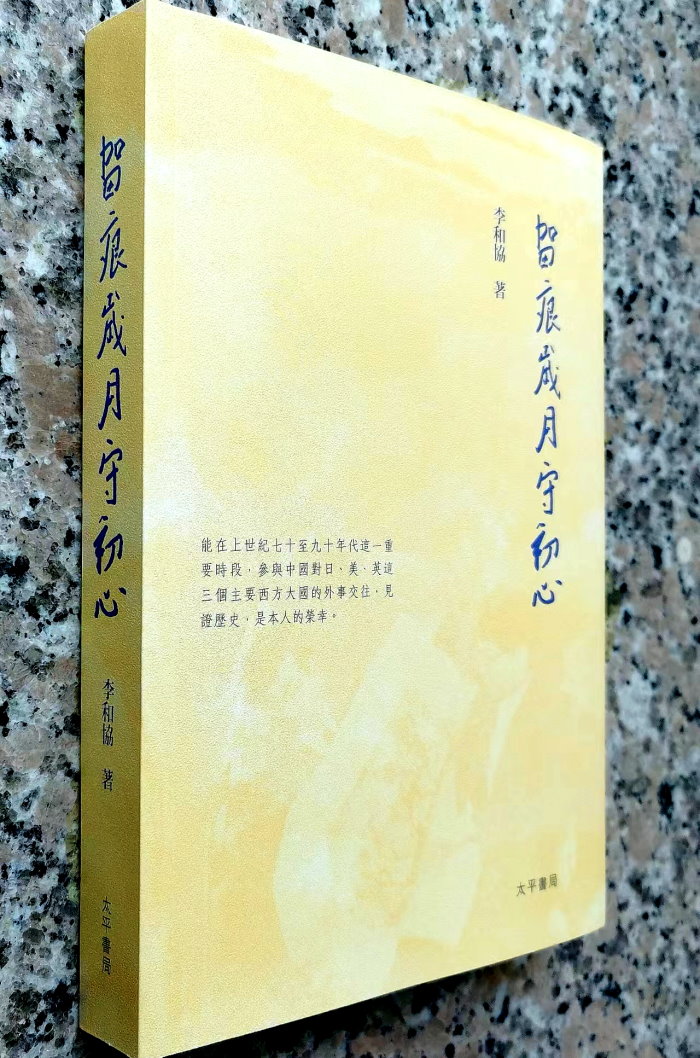 留痕歲月守初心
李和協 著
太平書局
留痕歲月守初心
李和協 著
能在上世紀七十至九十年代這一重
要時段，參與中國對日、美、英這
三個主要西方大國的外事交往，見
證歷史，是本人的榮幸。
太平書局